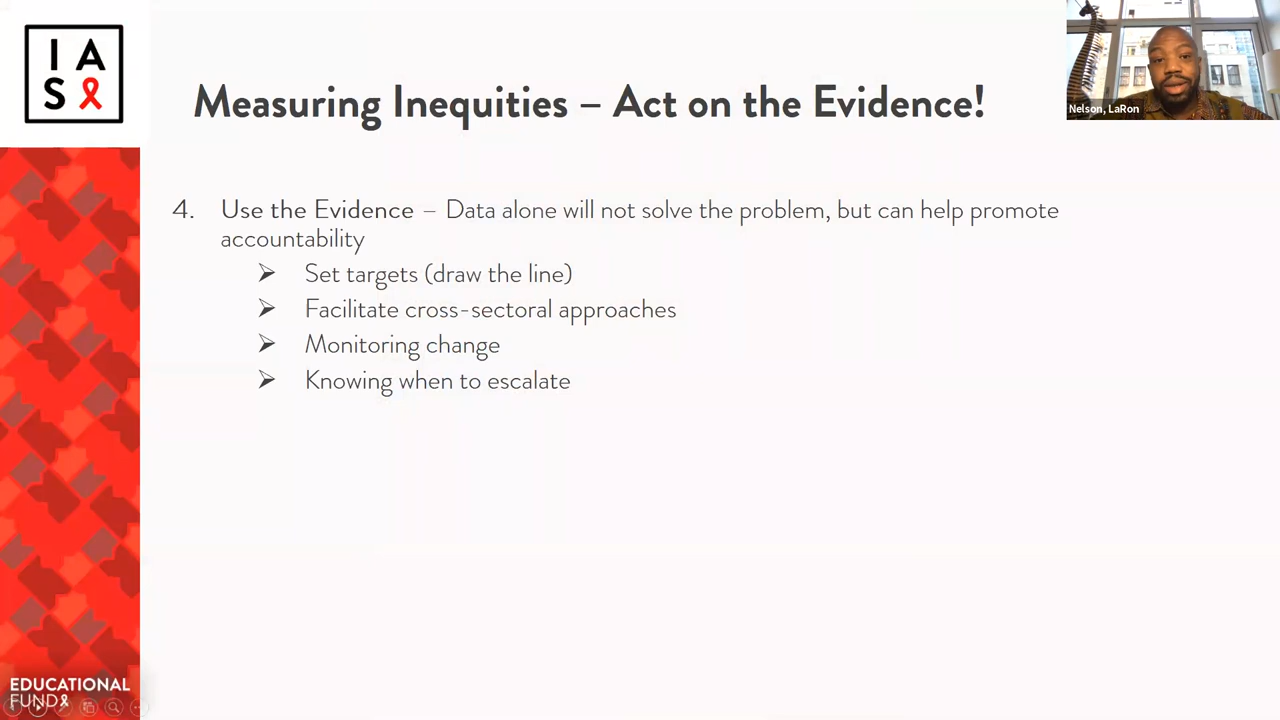 IA
S
Measuring Inequities – Act on the Evidence!
Nelson, LaRon
4. Use the Evidence – Data alone will not solve the problem, but can help promote
accountability
➢ Set targets (draw the line)
➢ Facilitate cross-sectoral approaches
➢ Monitoring change
➢ Knowing when to escalate
EDUCATIONAL
FUND